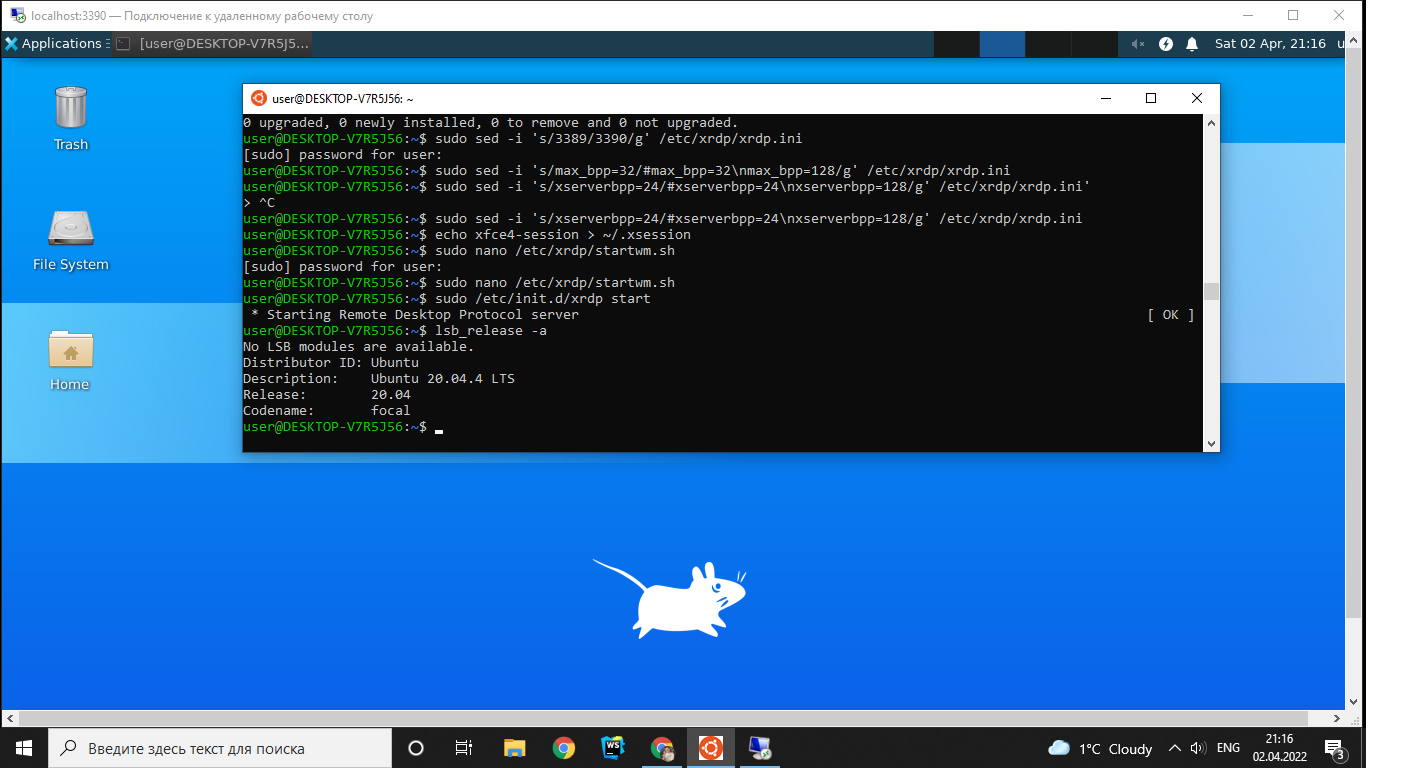 localhost:3390 — Подключение к удаленному рабочему столу
Applications
[user@DESKTOP-V7R5J5...
Sat 02 Apr, 21:16
u
Trash
File System
Home
user@DESKTOP-V7R5J56: ~
0 upgraded, 0 newly installed, 0 to remove and 0 not upgraded.
user@DESKTOP-V7R5J56:~$ sudo sed -i 's/3389/3390/g' /etc/xrdp/xrdp.ini
[sudo] password for user:
user@DESKTOP-V7R5J56:~$ sudo sed -i 's/max_bpp=32/#max_bpp=32\nmax_bpp=128/g' /etc/xrdp/xrdp.ini
user@DESKTOP-V7R5J56:~$ sudo sed -i 's/xserverbpp=24/#xserverbpp=24\nxserverbpp=128/g' /etc/xrdp/xrdp.ini'
> ^C
user@DESKTOP-V7R5J56:~$ sudo sed -i 's/xserverbpp=24/#xserverbpp=24\nxserverbpp=128/g' /etc/xrdp/xrdp.ini
user@DESKTOP-V7R5J56:~$ echo xfce4-session > ~/.xsession
user@DESKTOP-V7R5J56:~$ sudo nano /etc/xrdp/startwm.sh
[sudo] password for user:
user@DESKTOP-V7R5J56:~$ sudo nano /etc/xrdp/startwm.sh
user@DESKTOP-V7R5J56:~$ sudo /etc/init.d/xrdp start
* Starting Remote Desktop Protocol server [ OK ]
user@DESKTOP-V7R5J56:~$ lsb_release -a
No LSB modules are available.
Distributor ID: Ubuntu
Description: Ubuntu 20.04.4 LTS
Release: 20.04
Codename: focal
user@DESKTOP-V7R5J56:~$
Введите здесь текст для поиска
WS
1°C Cloudy
ENG
21:16
02.04.2022
3